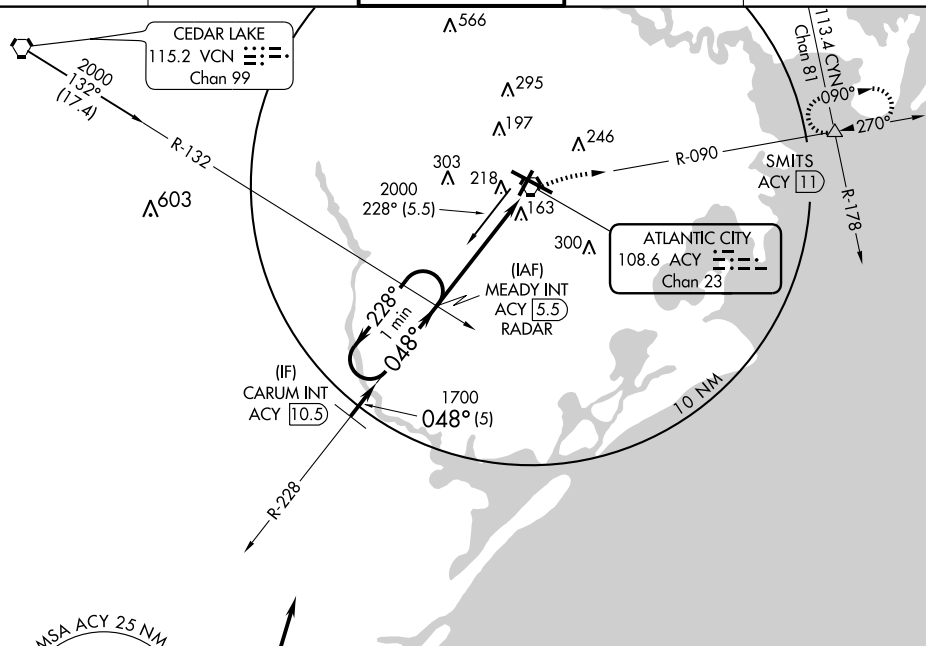 566
CEDAR LAKE
115.2 VCN
Chan 99
113.4 CYN
Chan 81
2000
132°
(17.4)
295
090°
270°
197
246
R-132
R-090
SMITS
ACY 11
303
218
2000
228° (5.5)
163
603
R-178
300
ATLANTIC CITY
108.6 ACY
Chan 23
(IAF)
MEADY INT
ACY 5.5
RADAR
228°
1 min
048°
(IF)
CARUM INT
ACY 10.5
1700
048° (5)
10 NM
R-228
MSA ACY 25 NM